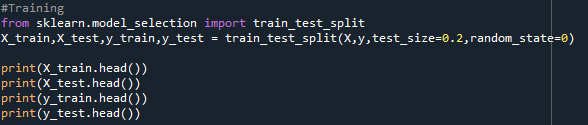 #Training
from sklearn.model_selection import train_test_split
X_train,X_test,y_train,y_test = train_test_split(X,y,test_size=0.2,random_state=0)
print(X_train.head())
print(X_test.head())
print(y_train.head())
print(y_test.head())